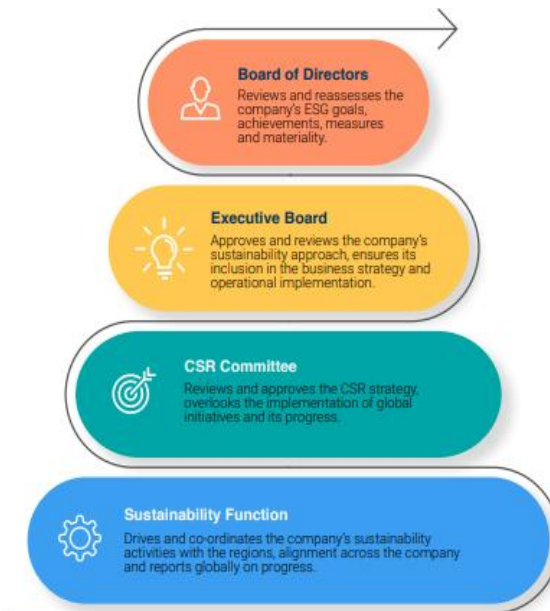 Board of Directors
Reviews and reassesses the
company's ESG goals,
achievements, measures
and materiality.
Executive Board
Approves and reviews the company's
sustainability approach, ensures its
inclusion in the business strategy and
operational implementation.
CSR Committee
Reviews and approves the CSR strategy,
overlooks the implementation of global
initiatives and its progress.
Sustainability Function
Drives and co-ordinates the company's sustainability
activities with the regions, alignment across the company
and reports globally on progress.